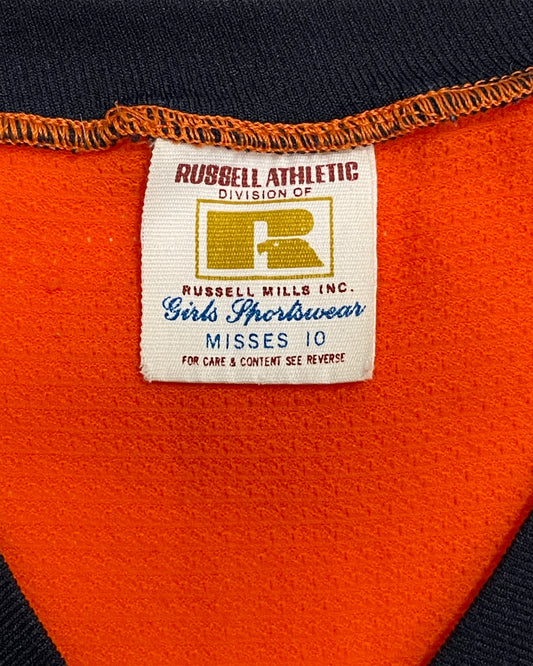 RUSSELL ATHLETIC
DIVISION OF
R
RUSSELL MILLS INC.
Girls Sportswear
MISSES 10
FOR CARE & CONTENT SEE REVERSE